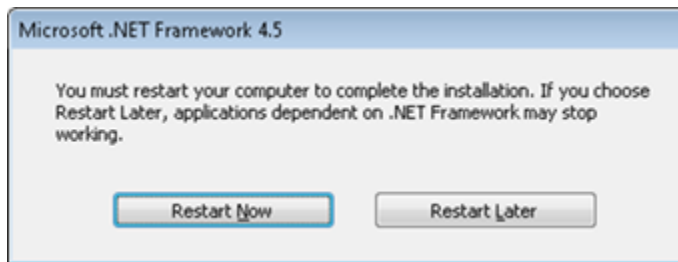 Microsoft .NET Framework 4.5
You must restart your computer to complete the installation. If you choose
Restart Later, applications dependent on .NET Framework may stop
working.
Restart Now
Restart Later